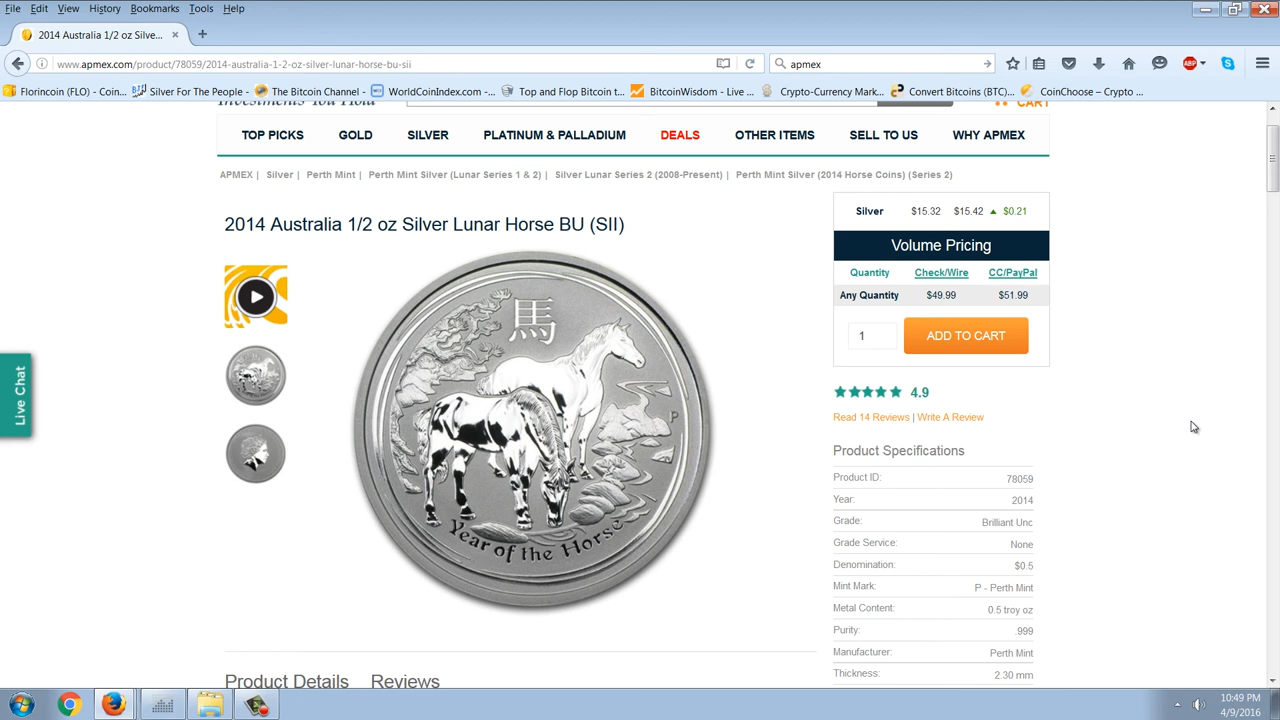 File Edit View History Bookmarks Tools Help
2014 Australia 1/2 oz Silve...
www.apmex.com/product/78059/2014-australia-1-2-oz-silver-lunar-horse-bu-sii
apmex
ABP
Florincoin (FLO) - Coin...
Silver For The People - ...
The Bitcoin Channel - ...
WorldCoinIndex.com -...
Top and Flop Bitcoin t...
BitcoinWisdom - Live ...
Crypto-Currency Mark...
Convert Bitcoins (BTC)...
CoinChoose – Crypto ...
Investments You Hold
CART
TOP PICKS GOLD SILVER PLATINUM & PALLADIUM DEALS OTHER ITEMS SELL TO US WHY APMEX
APMEX | Silver | Perth Mint | Perth Mint Silver (Lunar Series 1 & 2) | Silver Lunar Series 2 (2008-Present) | Perth Mint Silver (2014 Horse Coins) (Series 2)
2014 Australia 1/2 oz Silver Lunar Horse BU (SII)
馬
P
Year of the Horse
Live Chat
Silver $15.32 $15.42 ▲ $0.21
Volume Pricing
Quantity Check/Wire CC/PayPal
Any Quantity $49.99 $51.99
1 ADD TO CART
4.9
Read 14 Reviews | Write A Review
Product Specifications
Product ID: 78059
Year: 2014
Grade: Brilliant Unc
Grade Service: None
Denomination: $0.5
Mint Mark: P - Perth Mint
Metal Content: 0.5 troy oz
Purity: .999
Manufacturer: Perth Mint
Thickness: 2.30 mm
Product Details Reviews
10:49 PM
4/9/2016